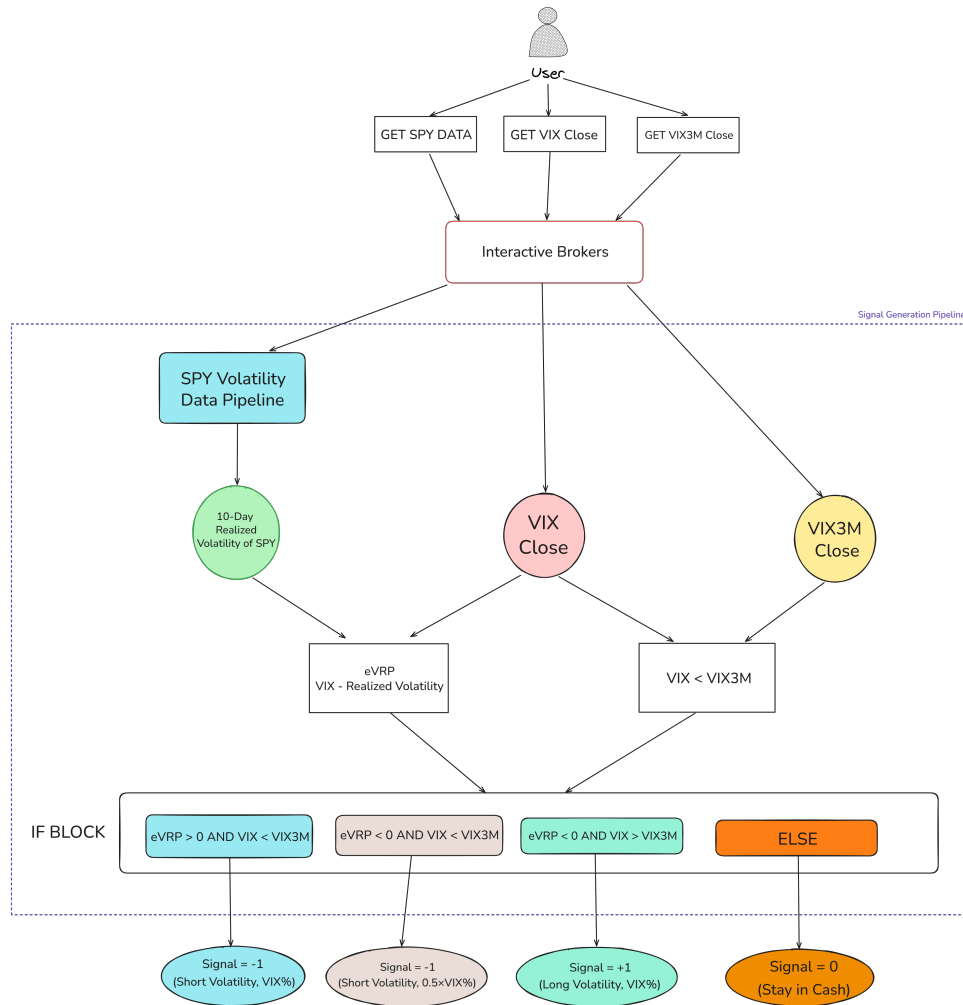 User
GET SPY DATA
GET VIX Close
GET VIX3M Close
Interactive Brokers
Signal Generation Pipeline
SPY Volatility
Data Pipeline
10-Day
Realized
Volatility of SPY
VIX
Close
VIX3M
Close
eVRP
VIX - Realized Volatility
VIX < VIX3M
IF BLOCK
eVRP > 0 AND VIX < VIX3M
eVRP < 0 AND VIX < VIX3M
eVRP < 0 AND VIX > VIX3M
ELSE
Signal = -1
(Short Volatility, VIX%)
Signal = -1
(Short Volatility, 0.5×VIX%)
Signal = +1
(Long Volatility, VIX%)
Signal = 0
(Stay in Cash)